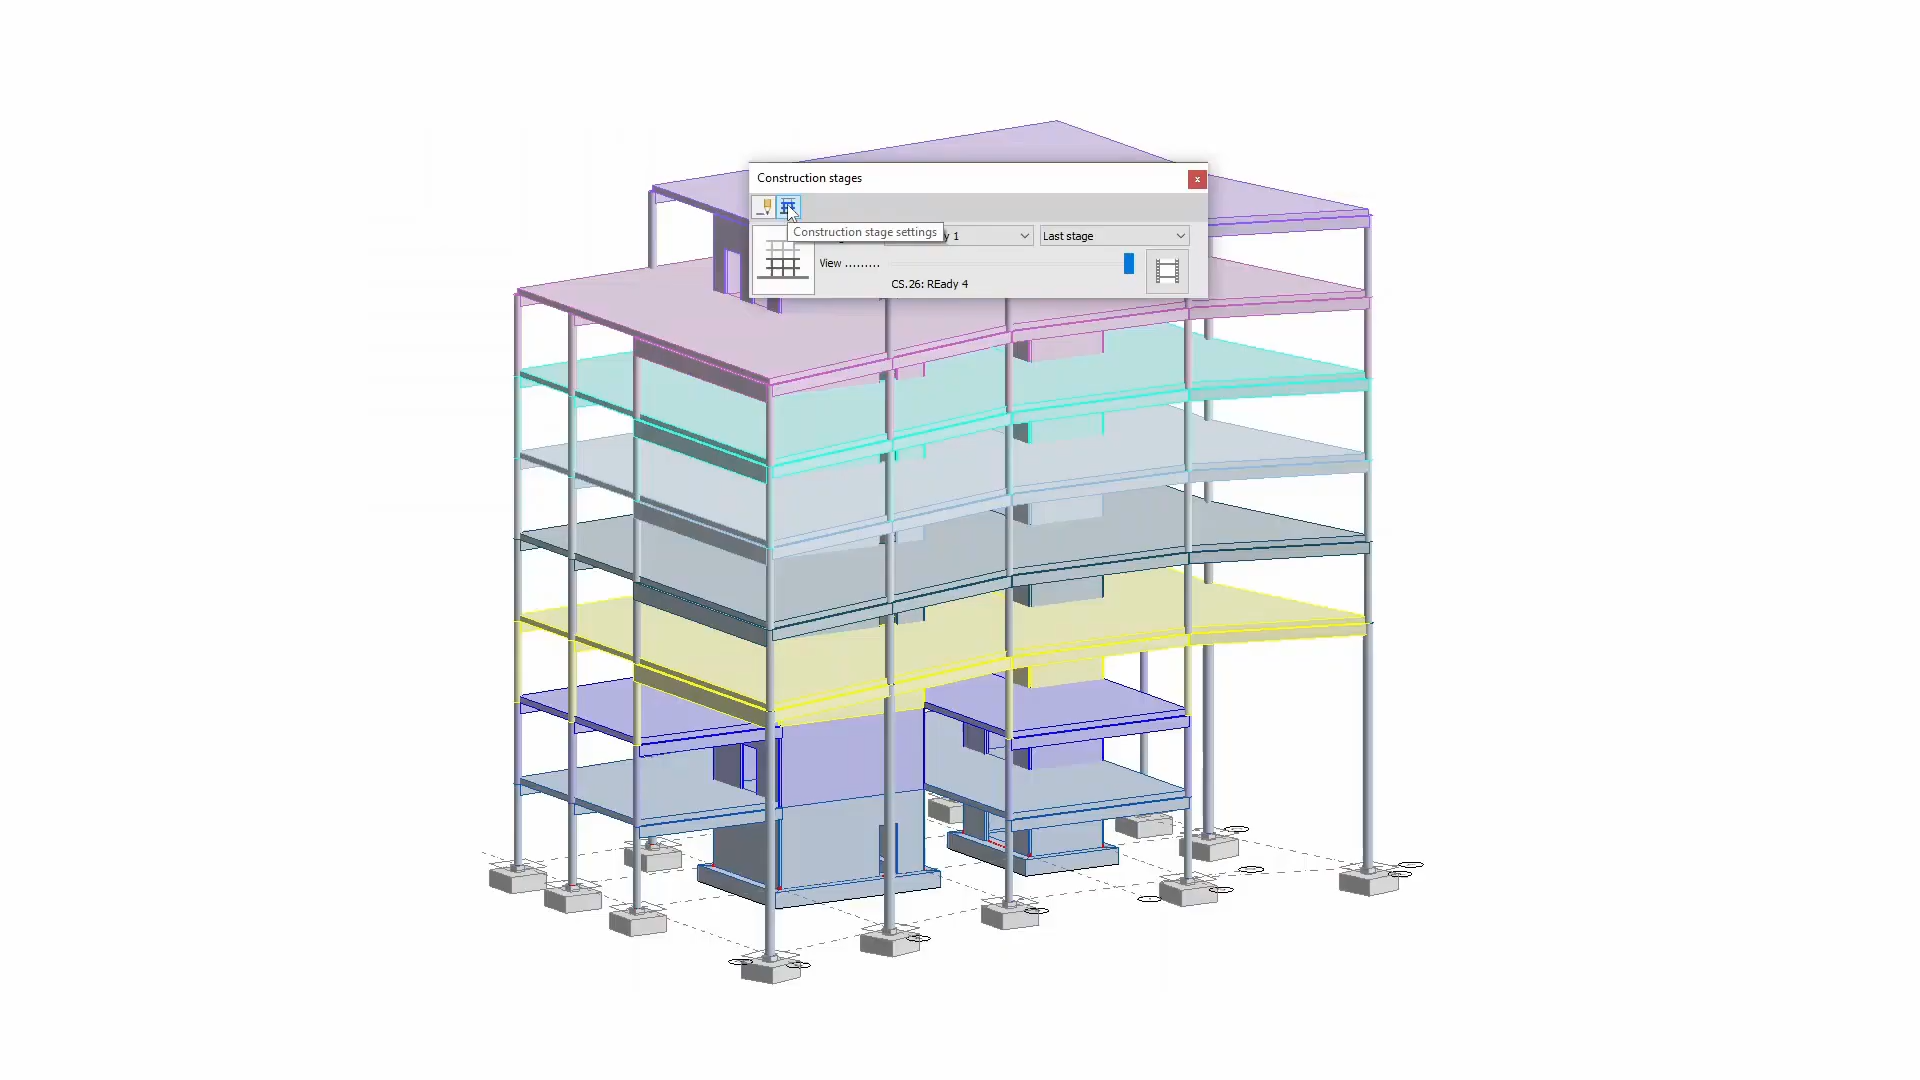 Construction stages
Construction stage settings
y 1
Last stage
View .........
CS.26: REady 4